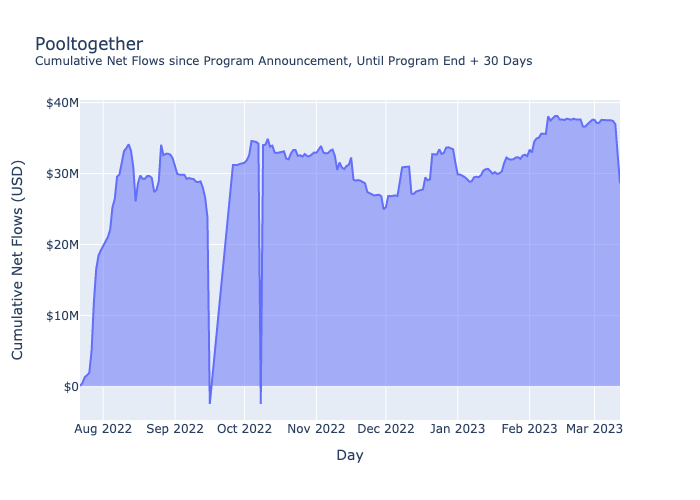 Pooltogether
Cumulative Net Flows since Program Announcement, Until Program End + 30 Days
Cumulative Net Flows (USD)
$40M
$30M
$20M
$10M
$0
Aug 2022 Sep 2022 Oct 2022 Nov 2022 Dec 2022 Jan 2023 Feb 2023 Mar 2023
Day